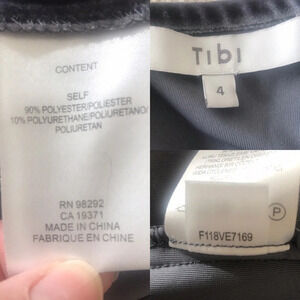 CONTENT
SELF
90% POLYESTER/POLIESTER
10% POLYURETHANE/POLYURETHANO/
POLIURETAN
RN 98292
CA 19371
MADE IN CHINA
FABRIQUE EN CHINE
TIbI
4
P
F118VE7169